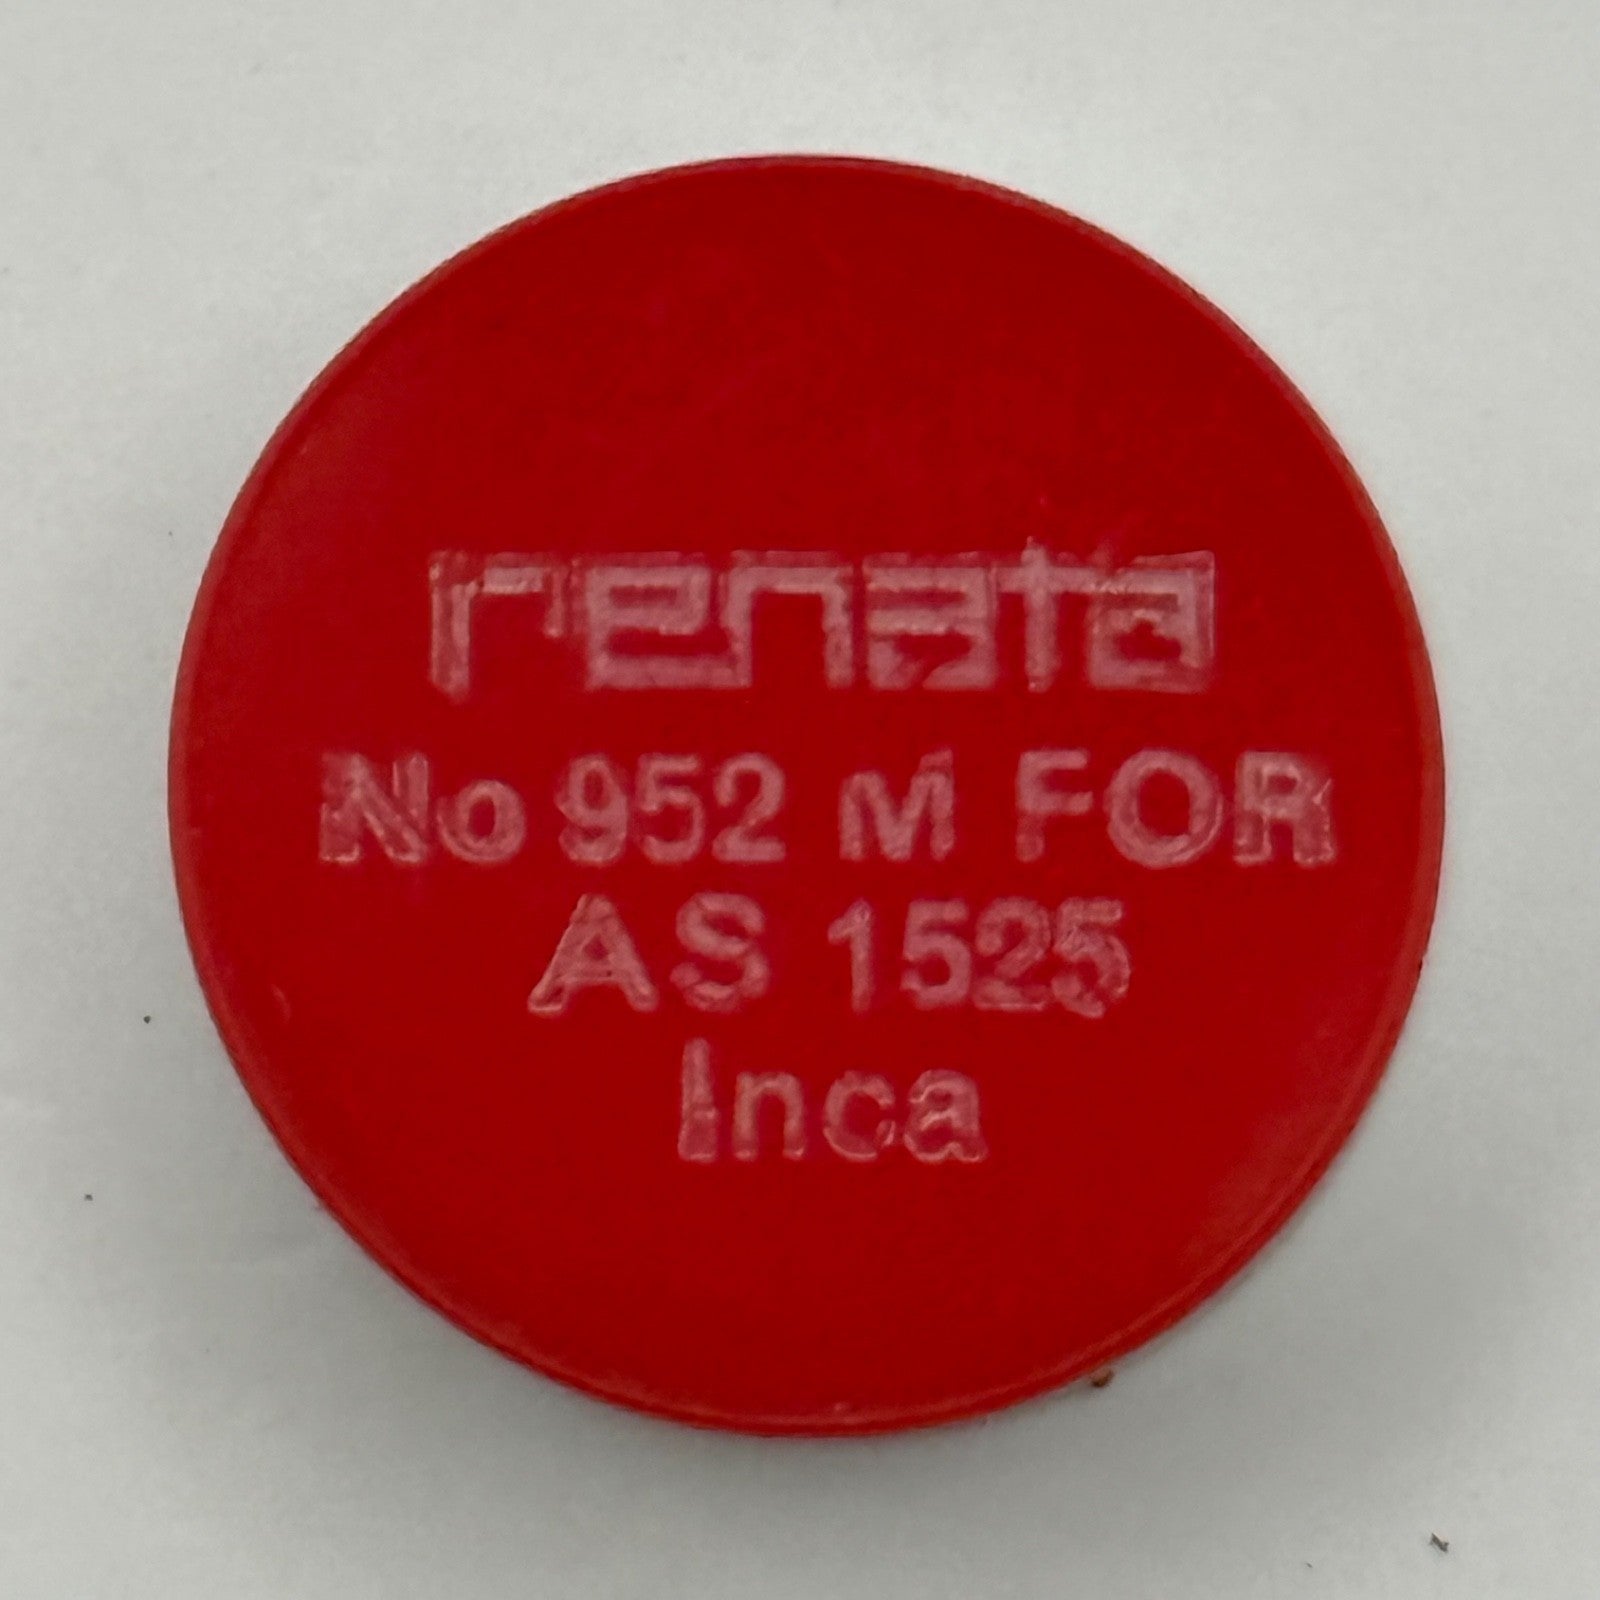 renata
No 952 M FOR
AS 1525
Inca